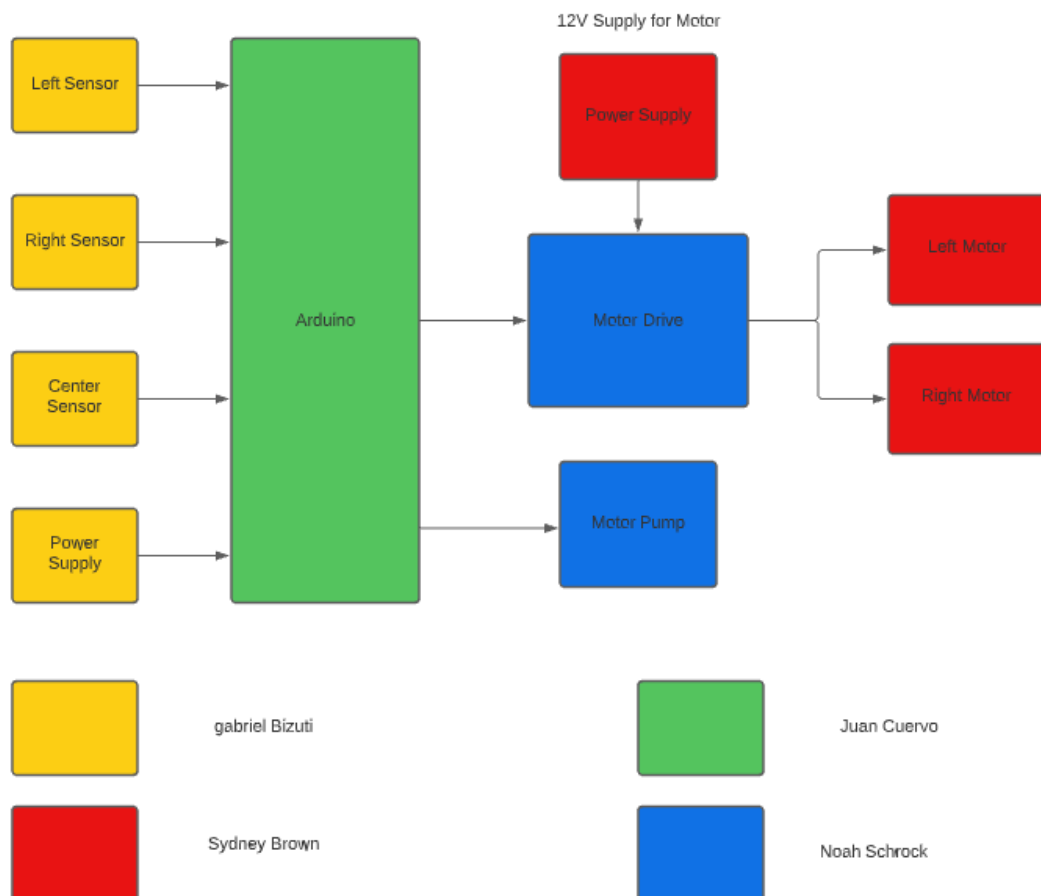 12V Supply for Motor
Left Sensor
Power Supply
Right Sensor
Left Motor
Arduino
Motor Drive
Center
Sensor
Right Motor
Motor Pump
Power
Supply
gabriel Bizuti
Juan Cuervo
Sydney Brown
Noah Schrock